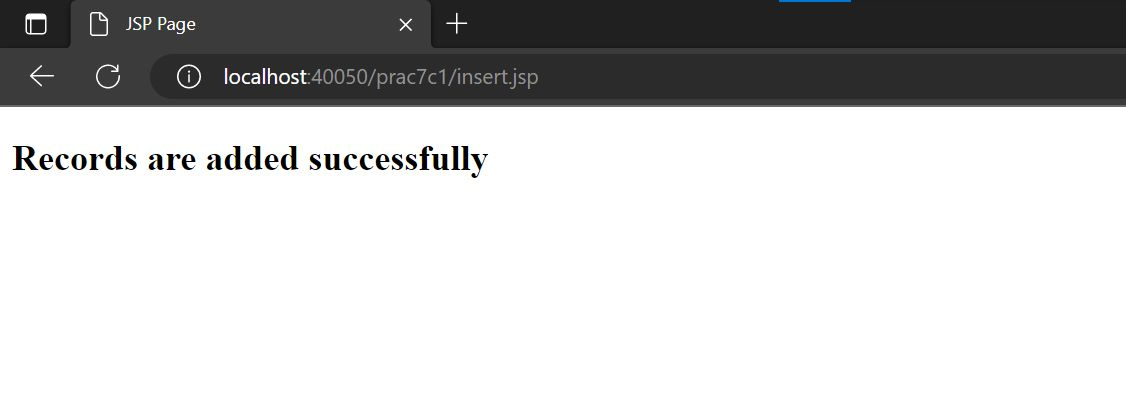 JSP Page
localhost:40050/prac7c1/insert.jsp
Records are added successfully